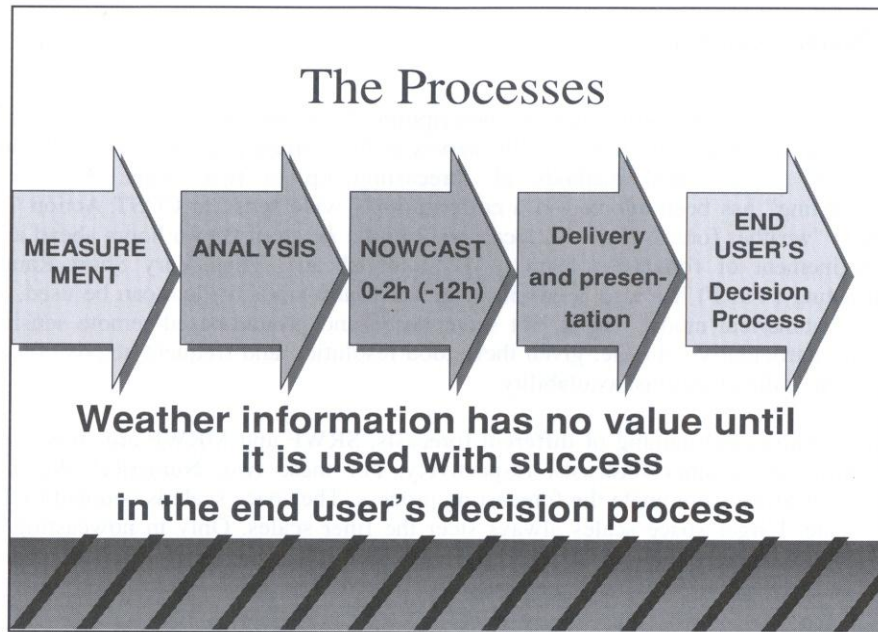 The Processes
MEASURE
MENT
ANALYSIS
NOWCAST
0-2h (-12h)
Delivery
and presen-
tation
END
USER'S
Decision
Process
Weather information has no value until
it is used with success
in the end user's decision process